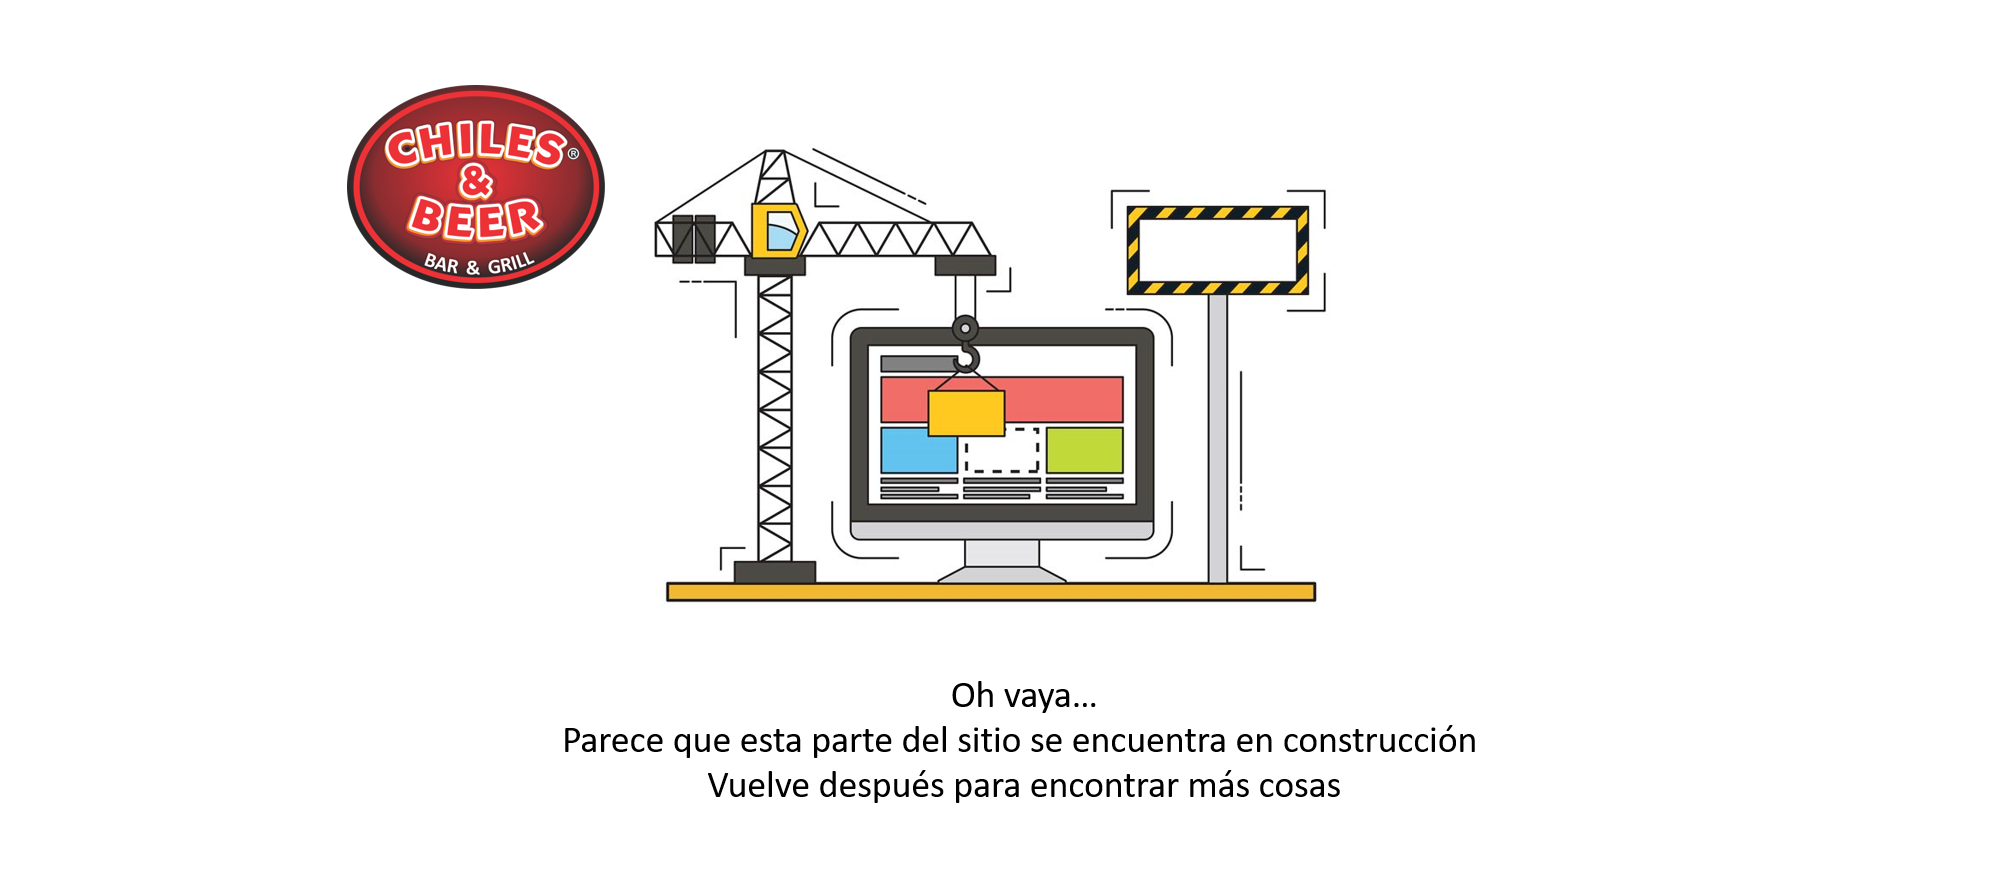 CHILES®
&
BEER
BAR & GRILL
Oh vaya...
Parece que esta parte del sitio se encuentra en construcción
Vuelve después para encontrar más cosas